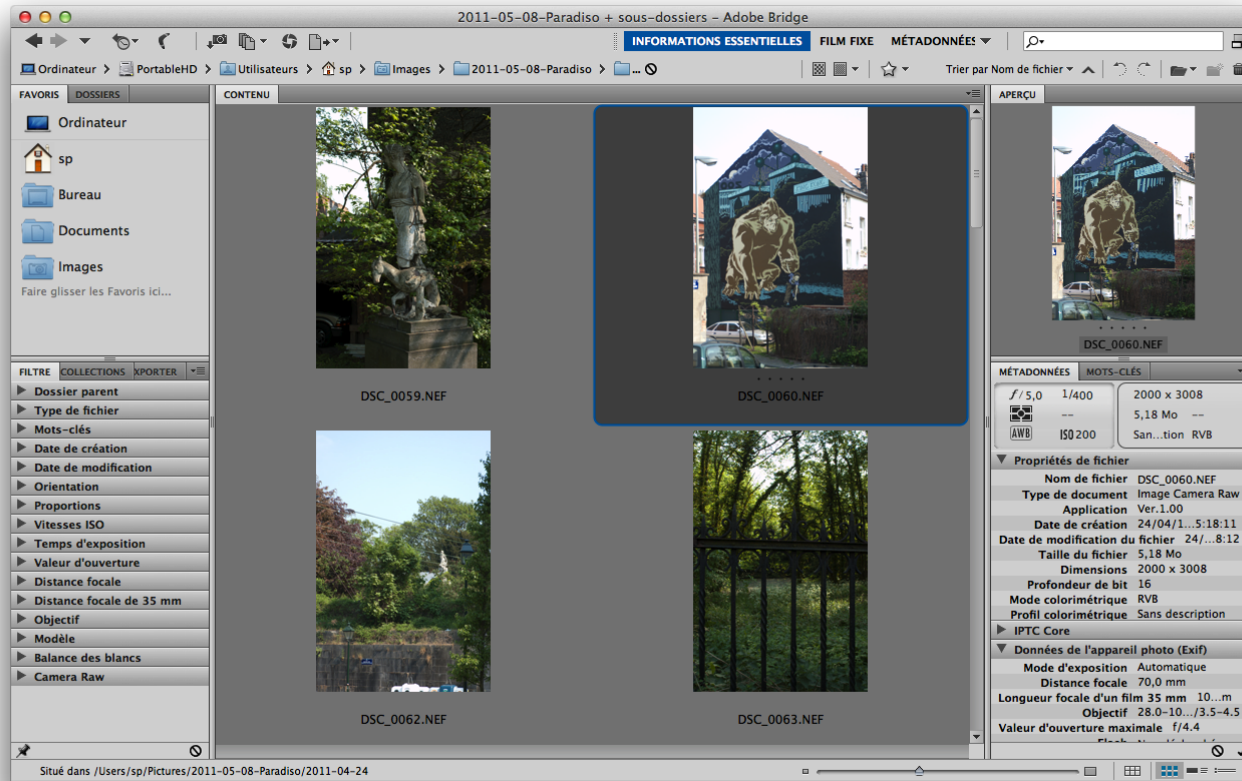 2011-05-08-Paradiso + sous-dossiers – Adobe Bridge
INFORMATIONS ESSENTIELLES FILM FIXE MÉTADONNÉES
Ordinateur > PortableHD > Utilisateurs > sp > Images > 2011-05-08-Paradiso > ...
Trier par Nom de fichier
FAVORIS DOSSIERS
Ordinateur
sp
Bureau
Documents
Images
Faire glisser les Favoris ici...
FILTRE COLLECTIONS XPORTER
Dossier parent
Type de fichier
Mots-clés
Date de création
Date de modification
Orientation
Proportions
Vitesses ISO
Temps d'exposition
Valeur d'ouverture
Distance focale
Distance focale de 35 mm
Objectif
Modèle
Balance des blancs
Camera Raw
CONTENU
DSC_0059.NEF
DSC_0060.NEF
DSC_0062.NEF
DSC_0063.NEF
APERÇU
DSC_0060.NEF
MÉTADONNÉES MOTS-CLÉS
f/5,0 1/400
--
AWB ISO200
2000 x 3008
5,18 Mo --
San...tion RVB
Propriétés de fichier
Nom de fichier DSC_0060.NEF
Type de document Image Camera Raw
Application Ver.1.00
Date de création 24/04/1...5:18:11
Date de modification du fichier 24/...8:12
Taille du fichier 5,18 Mo
Dimensions 2000 x 3008
Profondeur de bit 16
Mode colorimétrique RVB
Profil colorimétrique Sans description
IPTC Core
Données de l'appareil photo (Exif)
Mode d'exposition Automatique
Distance focale 70,0 mm
Longueur focale d'un film 35 mm 10...m
Objectif 28.0-10.../3.5-4.5
Valeur d'ouverture maximale f/4.4
Situé dans /Users/sp/Pictures/2011-05-08-Paradiso/2011-04-24